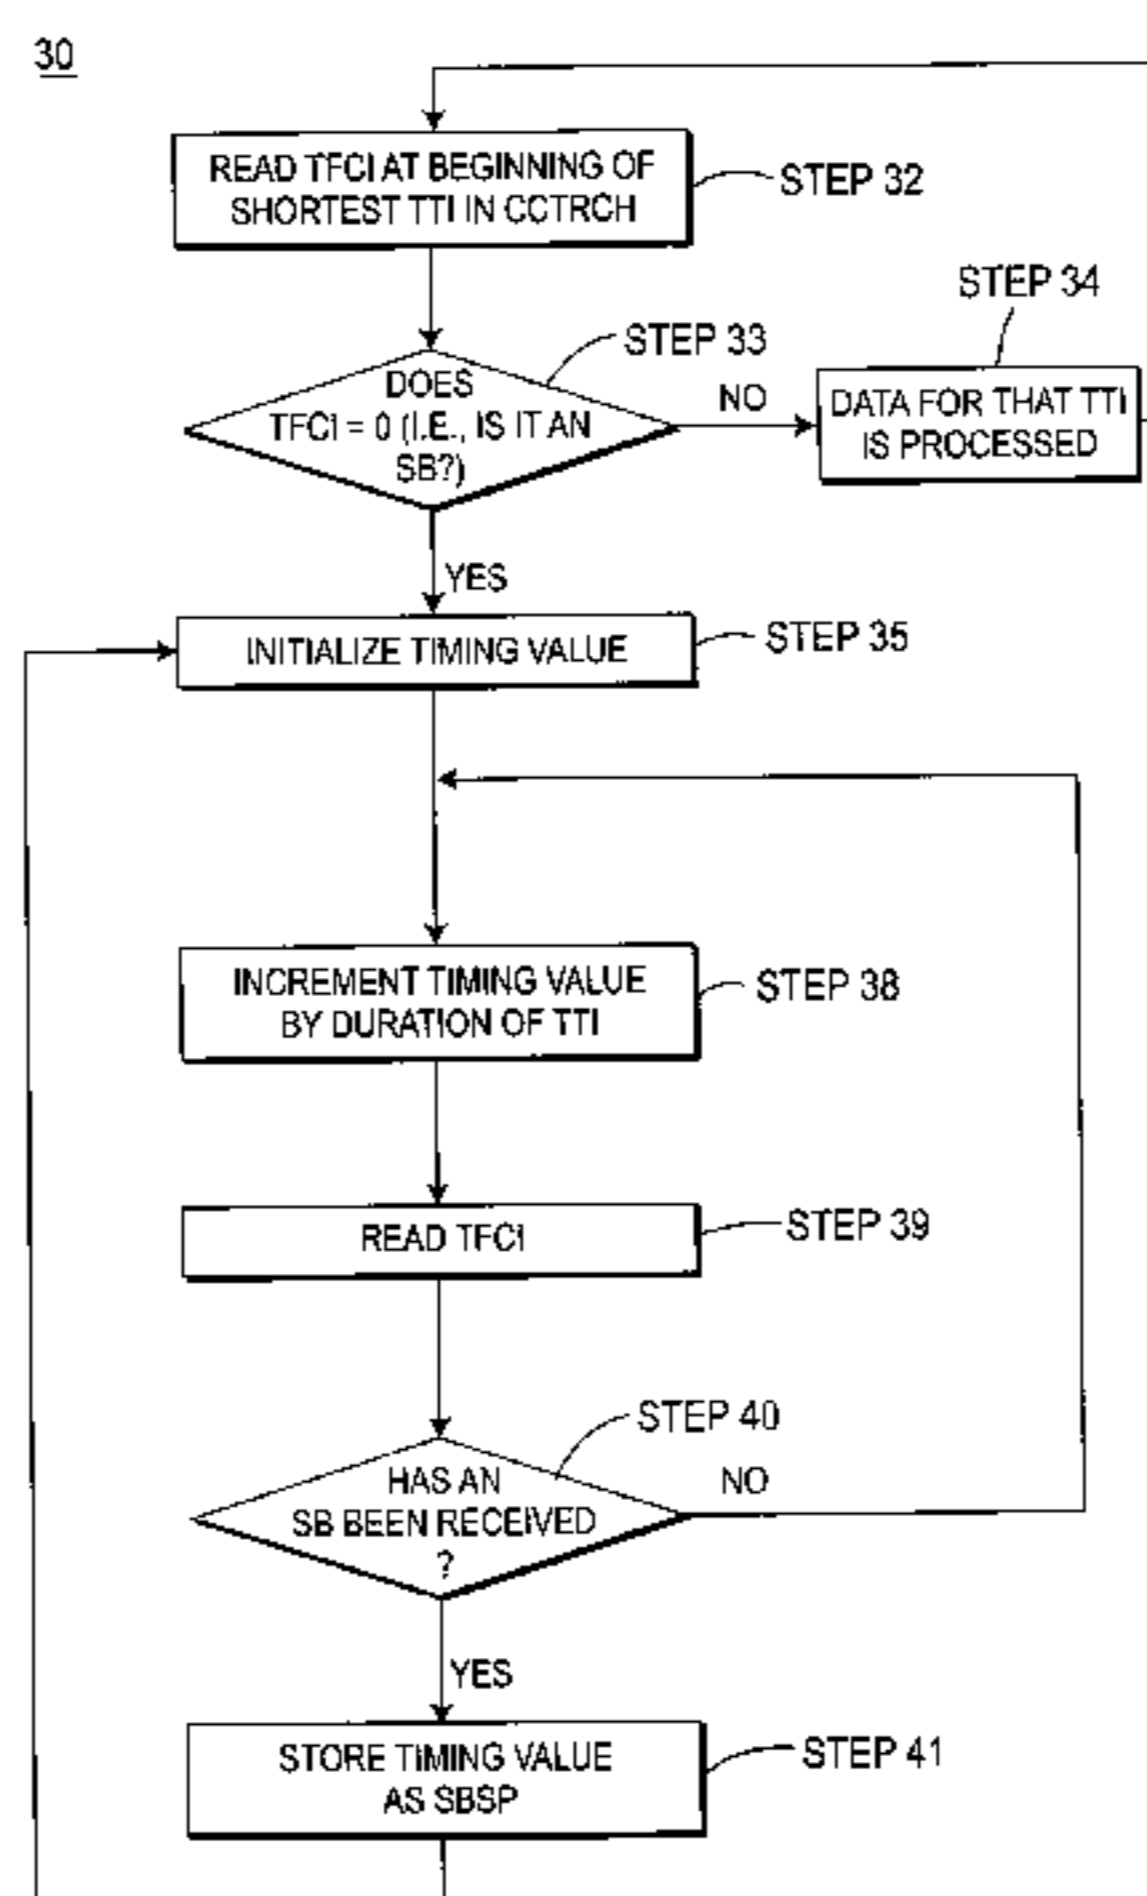 30
READ TFCI AT BEGINNING OF
SHORTEST TTI IN CCTRCH
STEP 32
STEP 34
STEP 33
DOES
TFCI = 0 (I.E., IS IT AN
SB?)
NO
DATA FOR THAT TTI
IS PROCESSED
YES
INITIALIZE TIMING VALUE
STEP 35
INCREMENT TIMING VALUE
BY DURATION OF TTI
STEP 38
READ TFCI
STEP 39
STEP 40
HAS AN
SB BEEN RECEIVED
?
NO
YES
STORE TIMING VALUE
AS SBSP
STEP 41